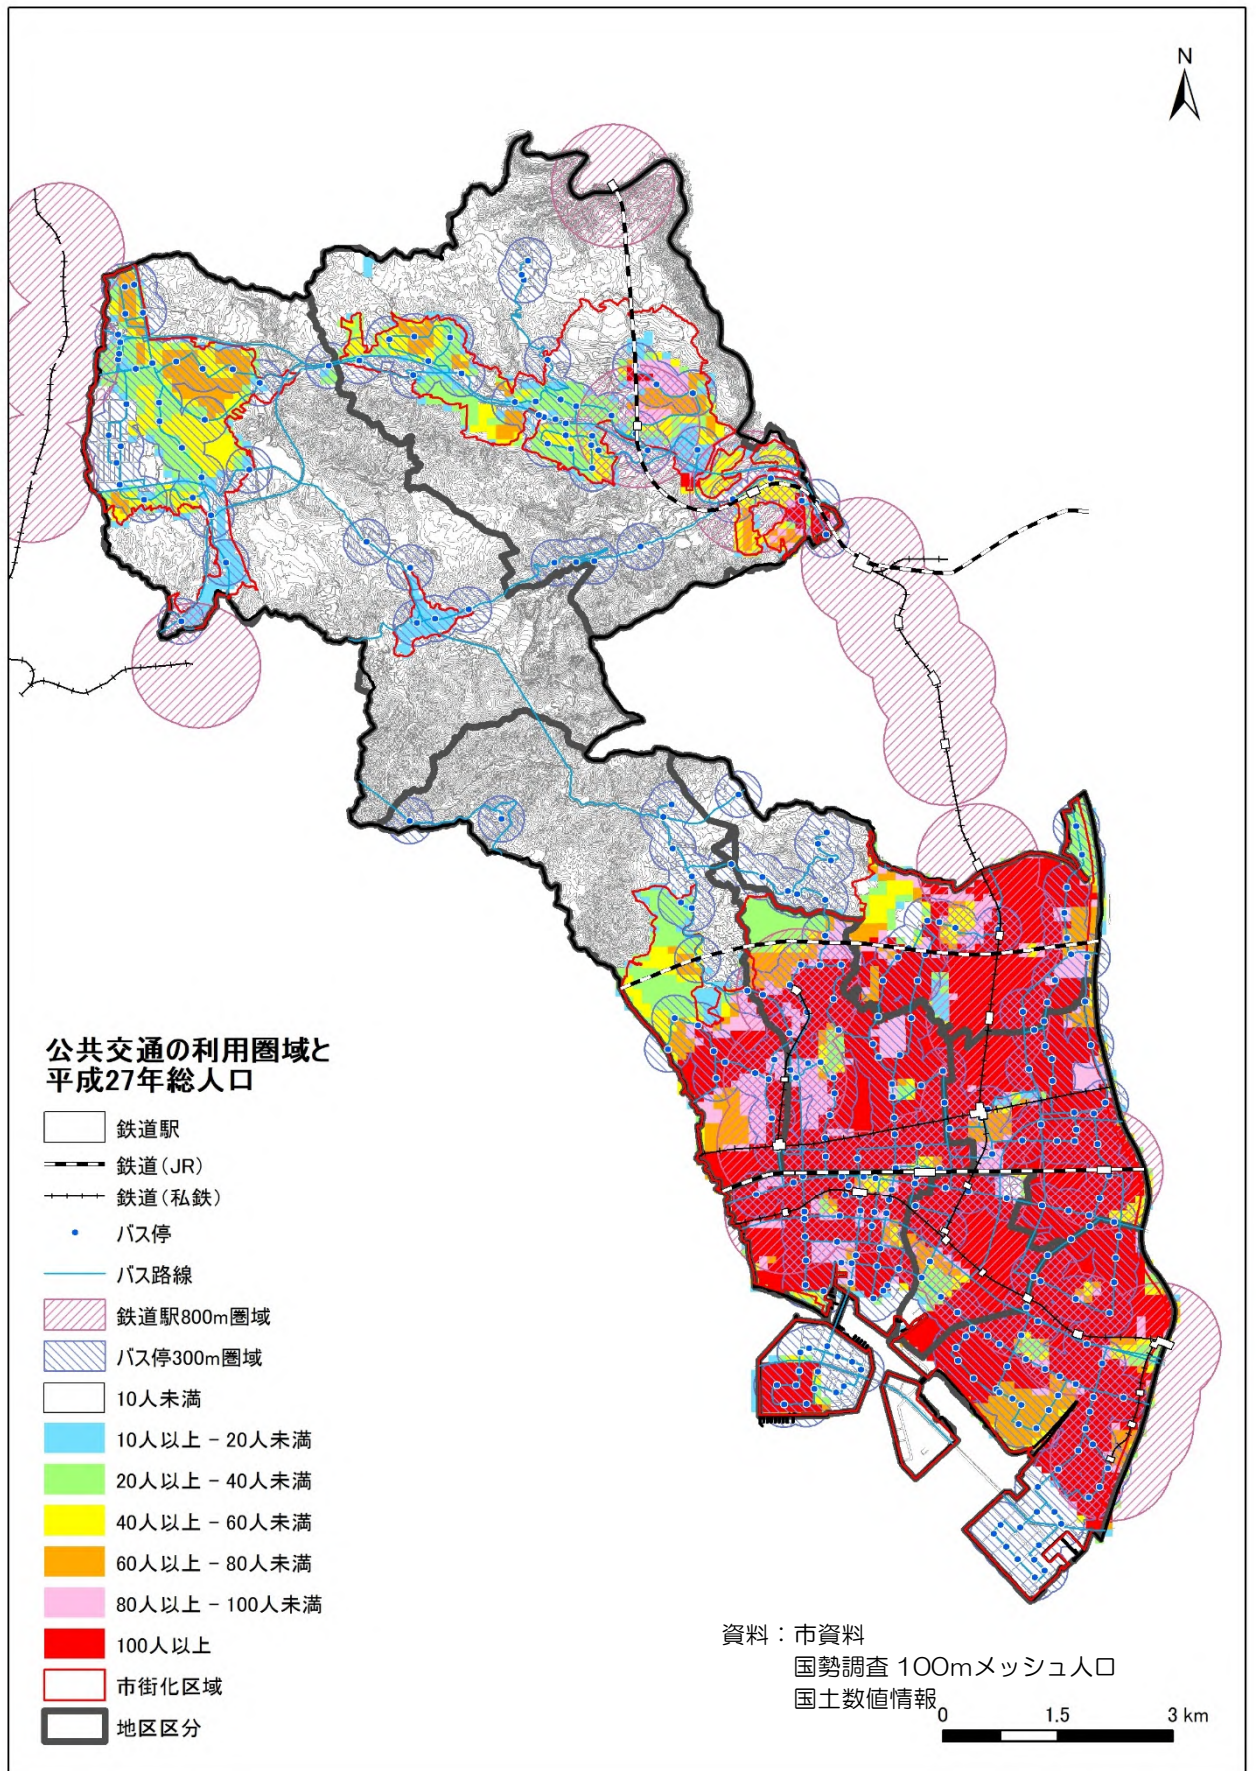 N
公共交通の利用圏域と
平成27年総人口
鉄道駅
鉄道(JR)
鉄道(私鉄)
バス停
バス路線
鉄道駅800m圏域
バス停300m圏域
10人未満
10人以上 - 20人未満
20人以上 - 40人未満
40人以上 - 60人未満
60人以上 - 80人未満
80人以上 - 100人未満
100人以上
市街化区域
地区区分
資料：市資料
国勢調査 100mメッシュ人口
国土数値情報
0 1.5 3 km